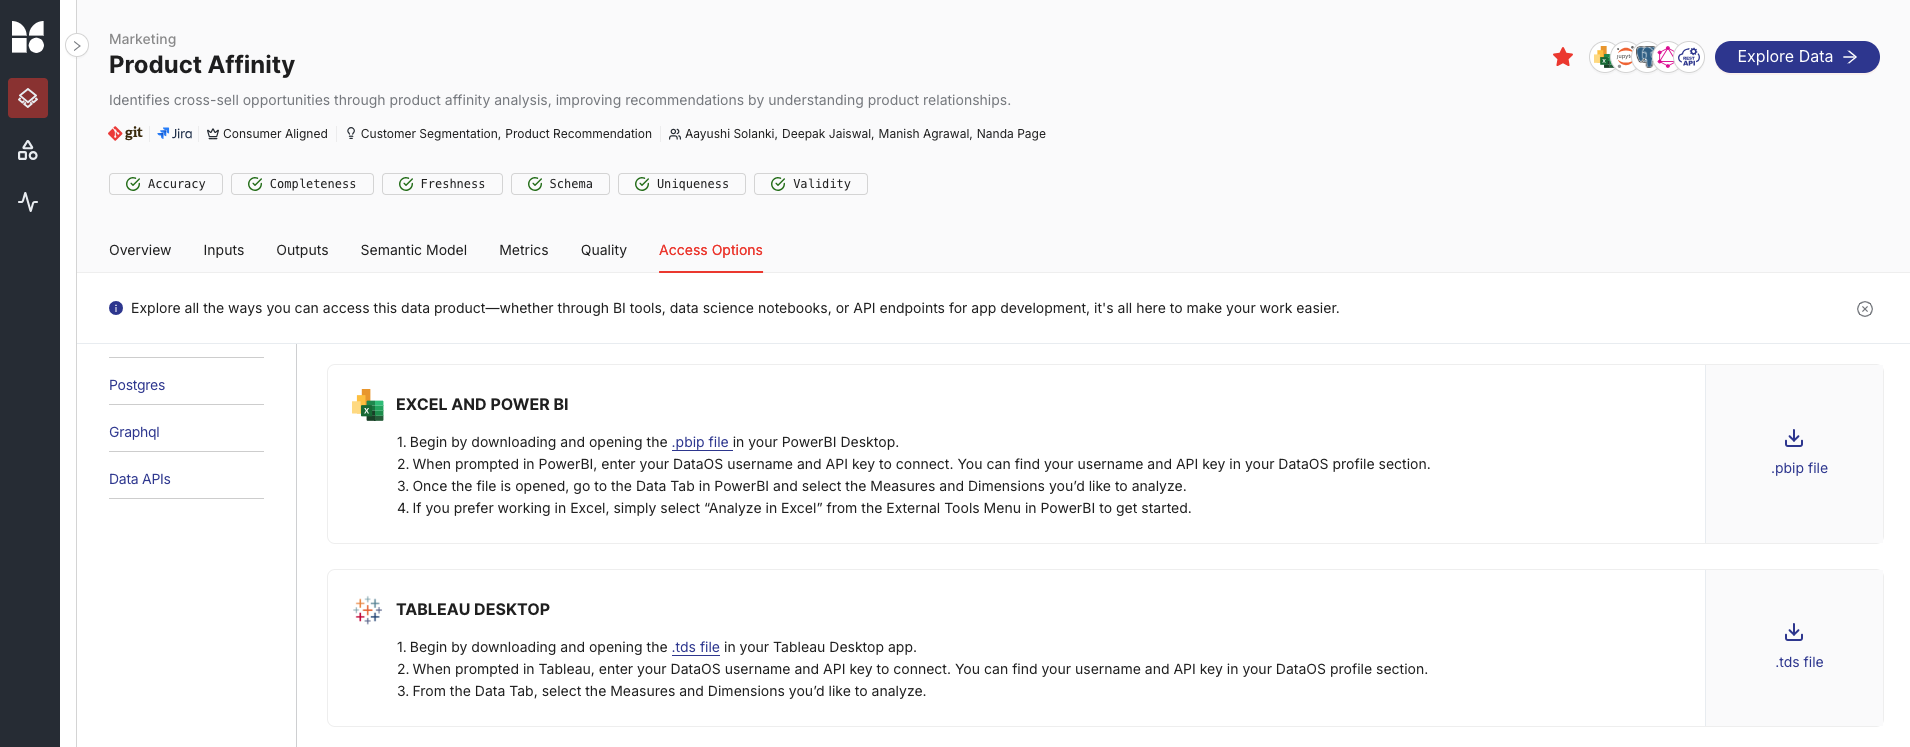 Marketing
Product Affinity
Explore Data
Identifies cross-sell opportunities through product affinity analysis, improving recommendations by understanding product relationships.
git Jira Consumer Aligned Customer Segmentation, Product Recommendation Aayushi Solanki, Deepak Jaiswal, Manish Agrawal, Nanda Page
Accuracy Completeness Freshness Schema Uniqueness Validity
Overview Inputs Outputs Semantic Model Metrics Quality Access Options
Explore all the ways you can access this data product—whether through BI tools, data science notebooks, or API endpoints for app development, it's all here to make your work easier.
Postgres
Graphql
Data APIs
EXCEL AND POWER BI
1. Begin by downloading and opening the .pbip file in your PowerBI Desktop.
2. When prompted in PowerBI, enter your DataOS username and API key to connect. You can find your username and API key in your DataOS profile section.
3. Once the file is opened, go to the Data Tab in PowerBI and select the Measures and Dimensions you’d like to analyze.
4. If you prefer working in Excel, simply select “Analyze in Excel” from the External Tools Menu in PowerBI to get started.
.pbip file
TABLEAU DESKTOP
1. Begin by downloading and opening the .tds file in your Tableau Desktop app.
2. When prompted in Tableau, enter your DataOS username and API key to connect. You can find your username and API key in your DataOS profile section.
3. From the Data Tab, select the Measures and Dimensions you’d like to analyze.
.tds file